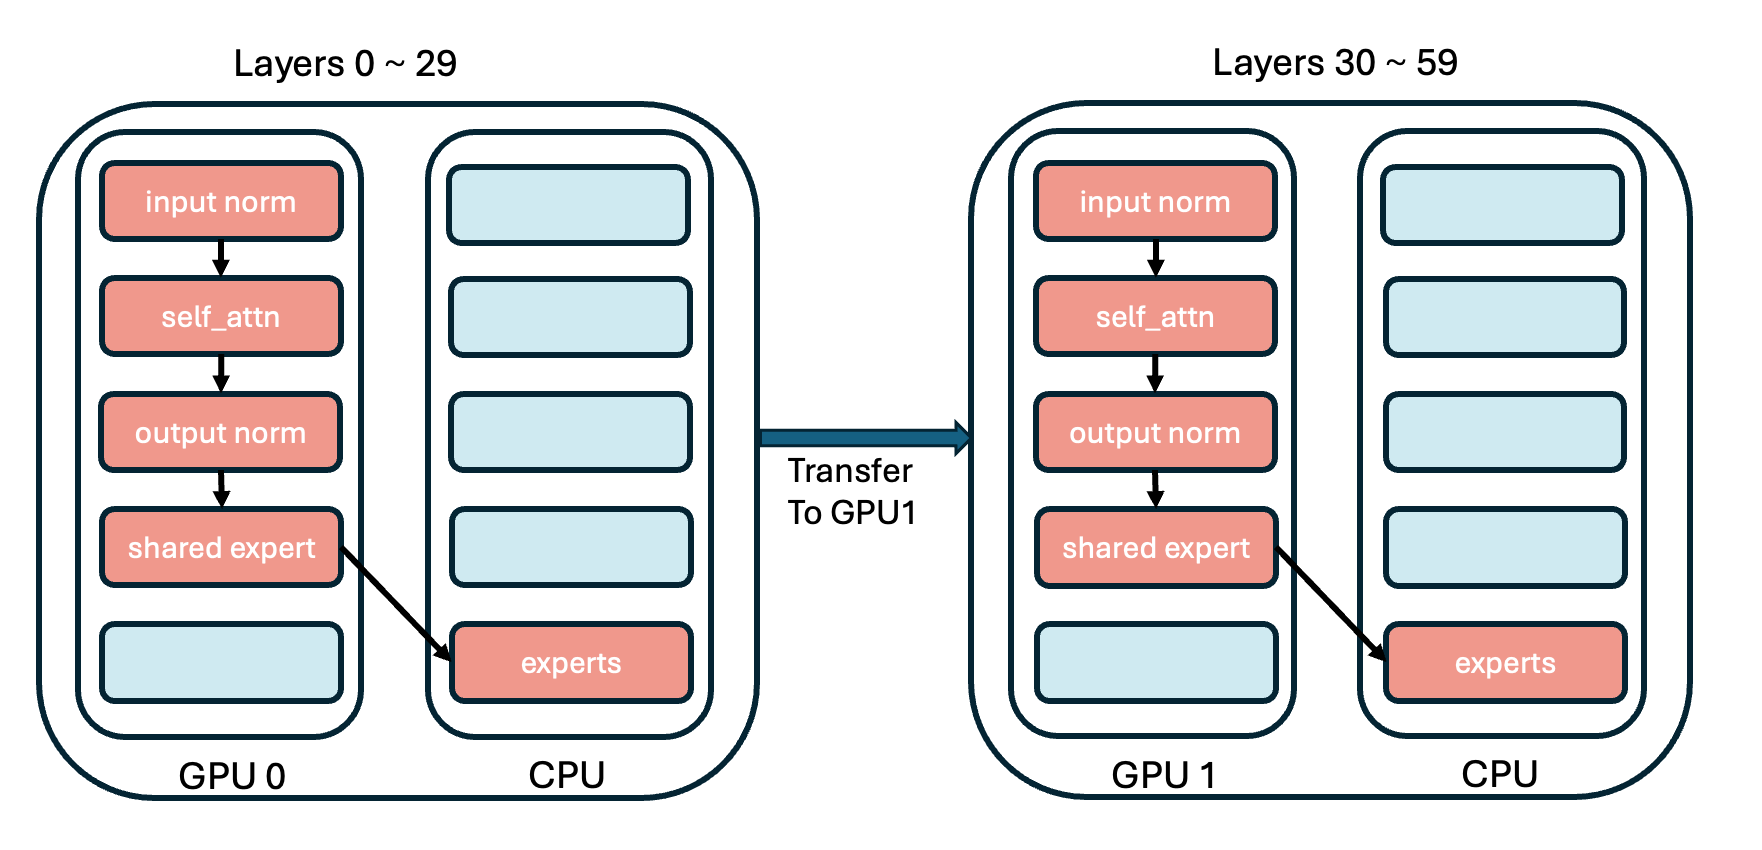 Layers 0 ~ 29
input norm
self_attn
output norm
shared expert
experts
GPU 0
CPU
Transfer
To GPU1
Layers 30 ~ 59
input norm
self_attn
output norm
shared expert
experts
GPU 1
CPU